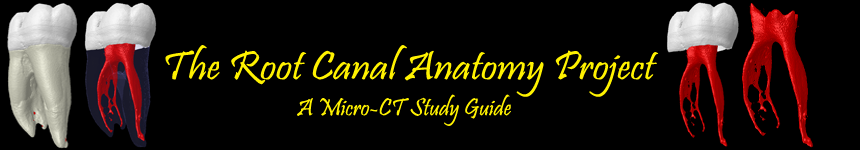 The Root Canal Anatomy Project
A Micro-CT Study Guide